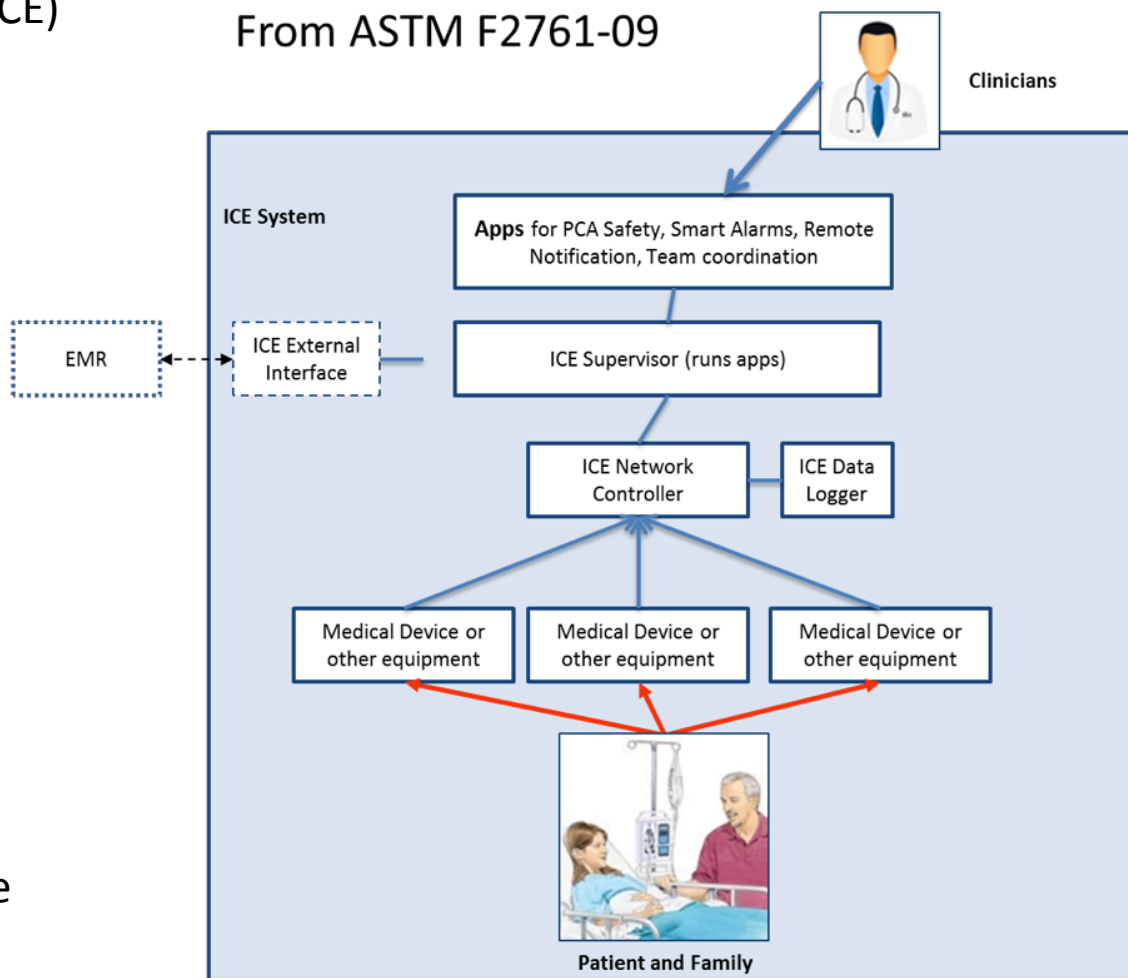 CE)
From ASTM F2761-09
Clinicians
ICE System
Apps for PCA Safety, Smart Alarms, Remote
Notification, Team coordination
EMR
ICE External
Interface
ICE Supervisor (runs apps)
ICE Network
Controller
ICE Data
Logger
Medical Device or
other equipment
Medical Device or
other equipment
Medical Device or
other equipment
e
Patient and Family